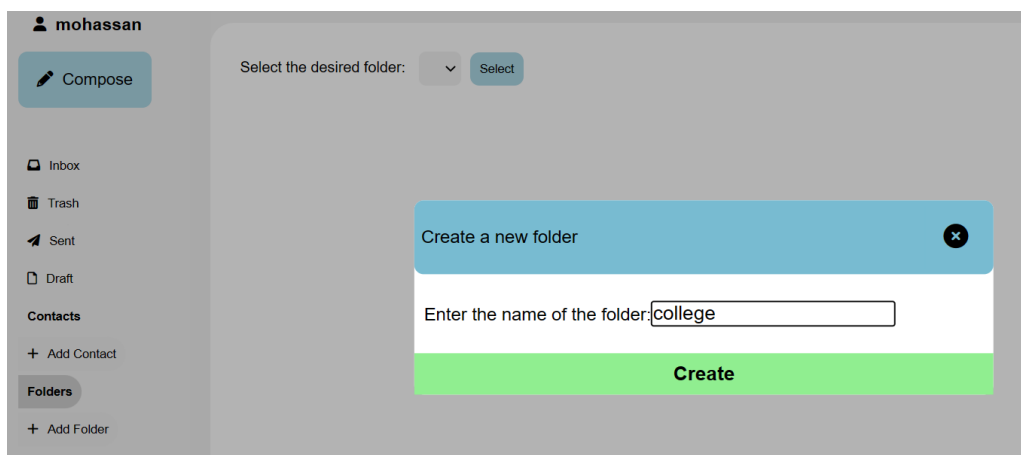 mohassan
Compose
Inbox
Trash
Sent
Draft
Contacts
+ Add Contact
Folders
+ Add Folder
Select the desired folder:
Select
Create a new folder
Enter the name of the folder:college
Create